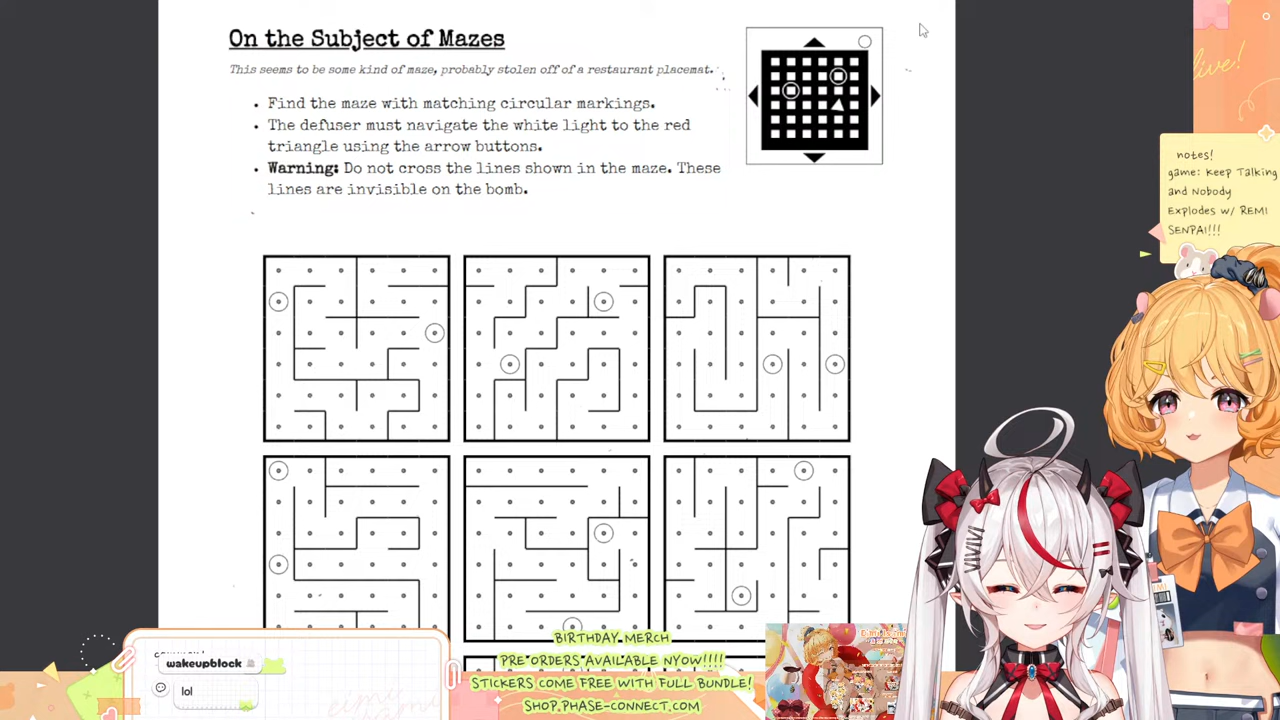 On the Subject of Mazes
This seems to be some kind of maze, probably stolen off of a restaurant placemat.
• Find the maze with matching circular markings.
• The defuser must navigate the white light to the red
triangle using the arrow buttons.
• Warning: Do not cross the lines shown in the maze. These
lines are invisible on the bomb.
live!
notes!
game: Keep Talking
and Nobody
Explodes w/ REMI
SENPAI!!!
wakeupblock
lol
BIRTHDAY MERCH
PRE-ORDERS AVAILABLE NYOW!!!!
STICKERS COME FREE WITH FULL BUNDLE!
SHOP.PHASE-CONNECT.COM